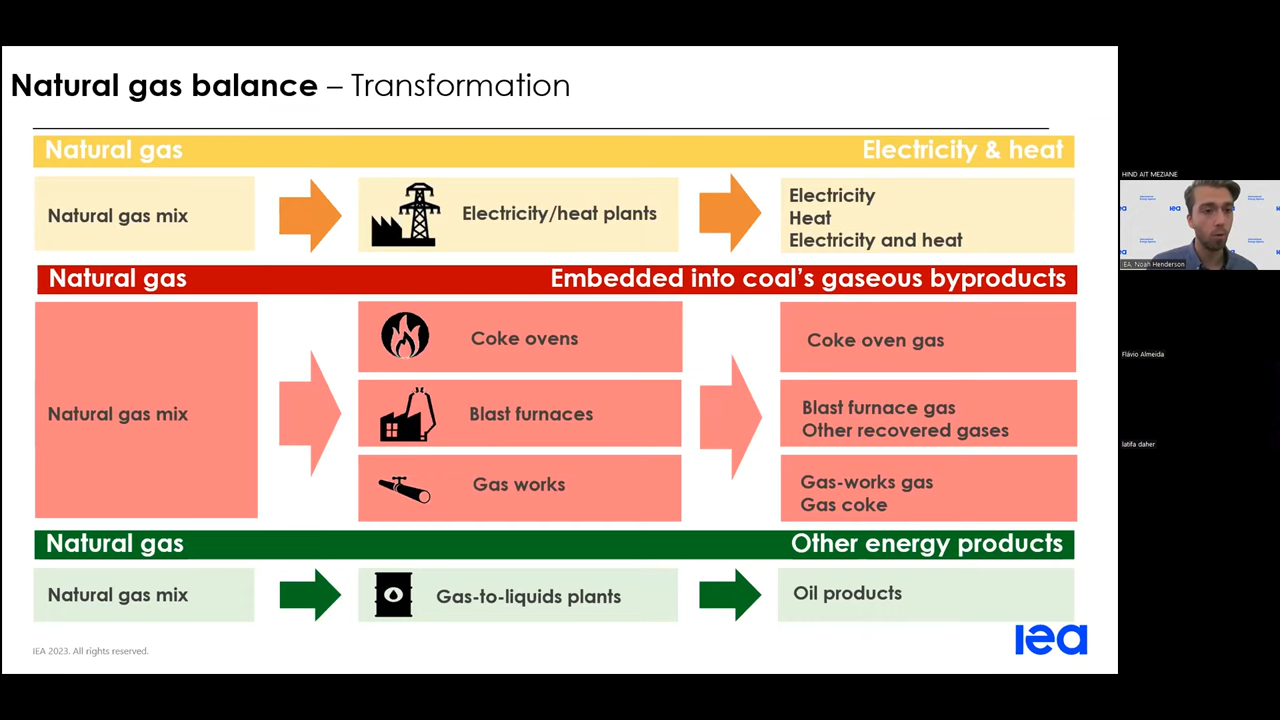 Natural gas balance – Transformation
Natural gas
Electricity & heat
Natural gas mix
Electricity/heat plants
Electricity
Heat
Electricity and heat
Natural gas
Embedded into coal's gaseous byproducts
Natural gas mix
Coke ovens
Coke oven gas
Blast furnaces
Blast furnace gas
Other recovered gases
Gas works
Gas-works gas
Gas coke
Natural gas
Other energy products
Natural gas mix
Gas-to-liquids plants
Oil products
IEA 2023. All rights reserved.
iea
HIND AIT MEZIANE
iea
IEA, Noah Henderson
Flávio Almeida
latifa daher